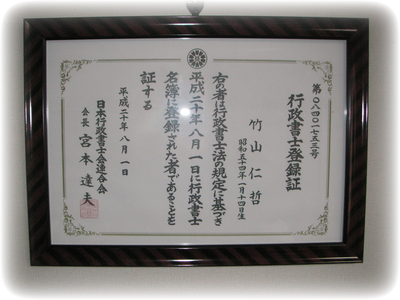 第〇八四〇一七五三号
行政書士登録証
竹山仁哲
昭和五十四年一月十四日生
右の者は行政書士法の規定に基づき
平成二十年八月一日に行政書士
名簿に登録された者であることを
証する
平成二十年八月一日
日本行政書士会連合会
会長 宮本達夫